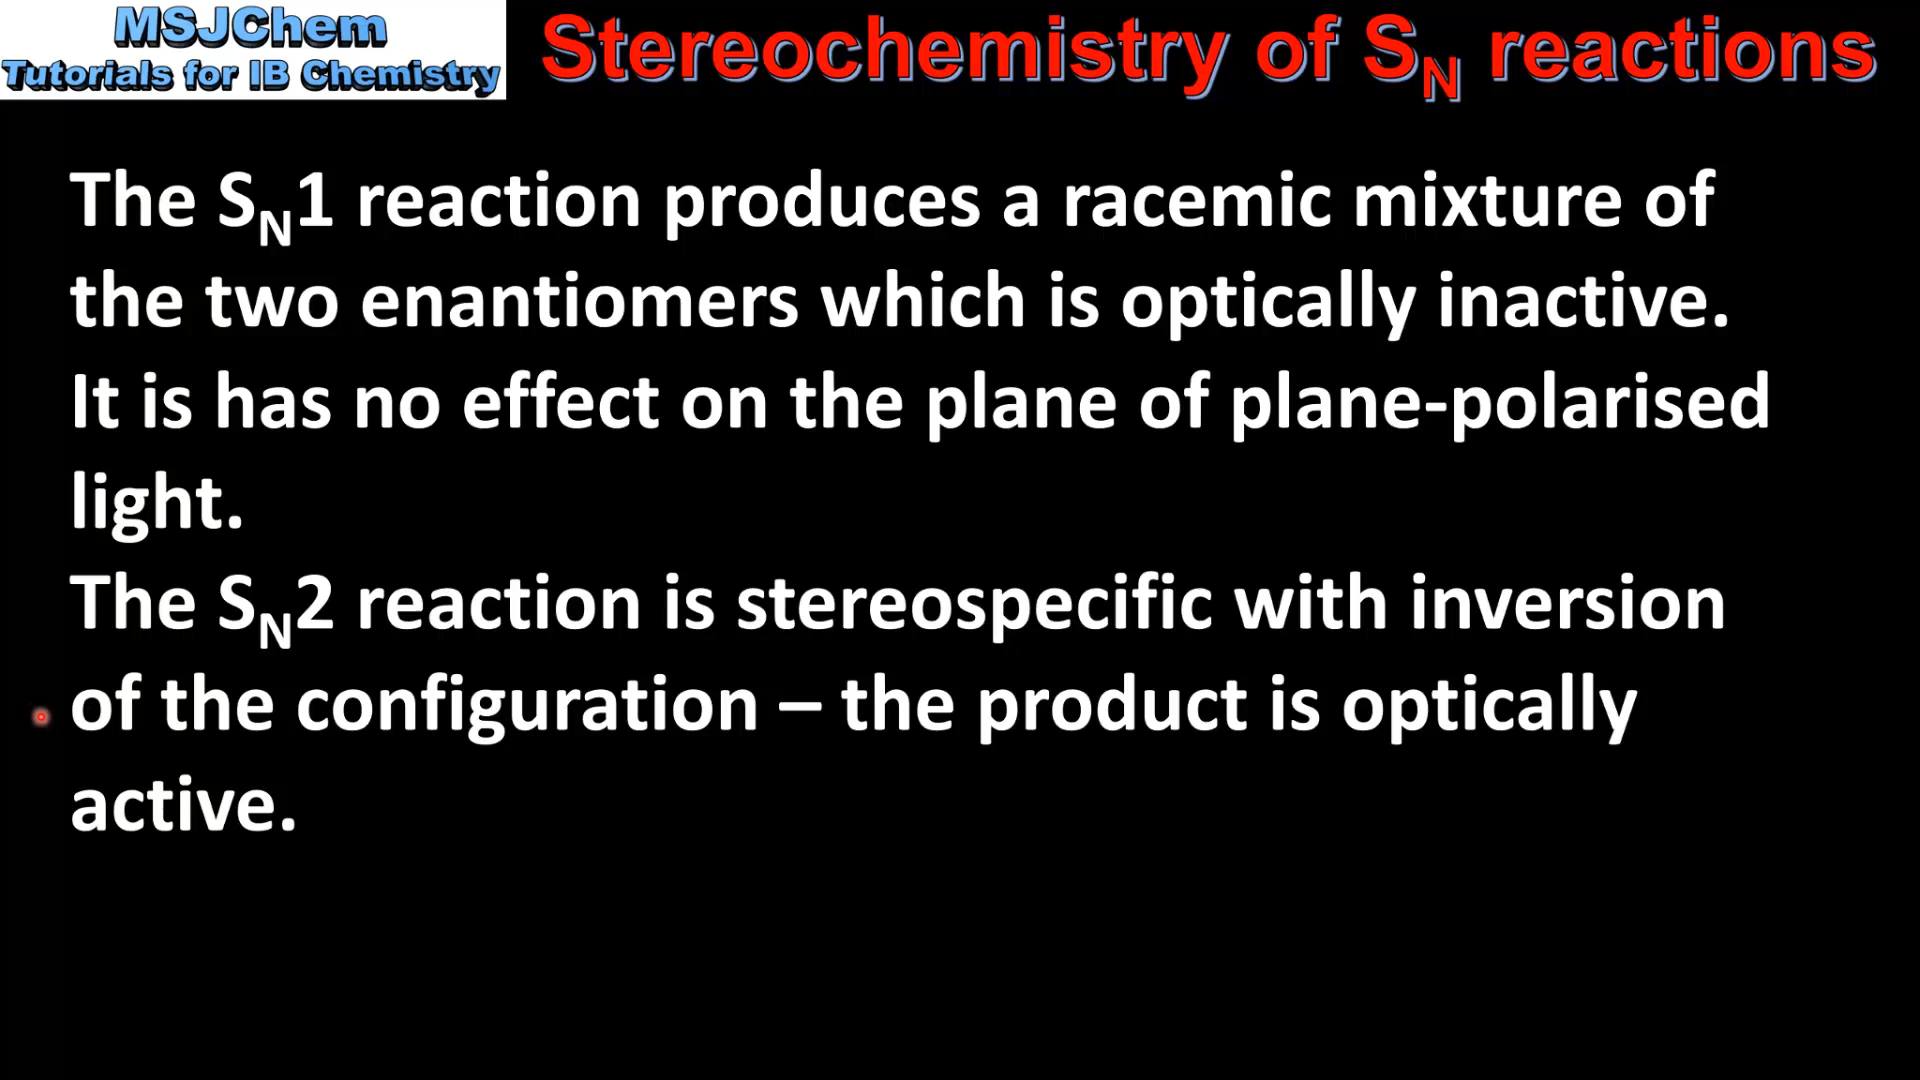 MSJChem
Tutorials for IB Chemistry
Stereochemistry of SN reactions
The SN1 reaction produces a racemic mixture of
the two enantiomers which is optically inactive.
It is has no effect on the plane of plane-polarised
light.
The SN2 reaction is stereospecific with inversion
of the configuration – the product is optically
active.